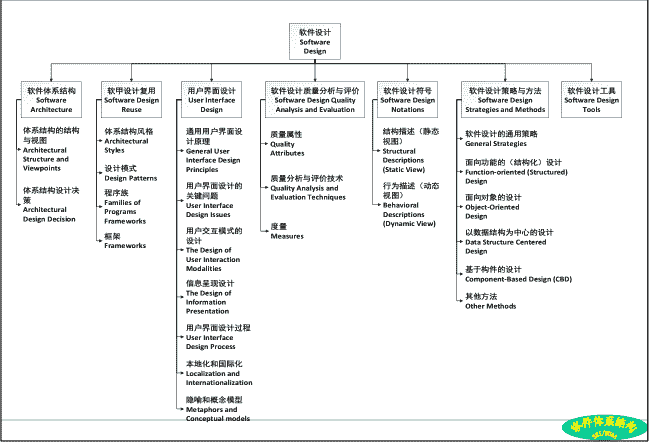 软件设计
Software
Design
软件体系结构
Software
Architecture
体系结构的结构
与视图
Architectural
Structure and
Viewpoints
体系结构设计决
策
Architectural
Design Decision
软甲设计复用
Software Design
Reuse
体系结构风格
Architectural
Styles
设计模式
Design Patterns
程序族
Families of
Programs
Frameworks
框架
Frameworks
用户界面设计
User Interface
Design
通用用户界面设
计原理
General User
Interface Design
Principles
用户界面设计的
关键问题
User Interface
Design Issues
用户交互模式的
设计
The Design of
User Interaction
Modalities
信息呈现设计
The Design of
Information
Presentation
用户界面设计过程
User Interface
Design Process
本地化和国际化
Localization and
Internationalization
隐喻和概念模型
Metaphors and
Conceptual models
软件设计质量分析与评价
Software Design Quality
Analysis and Evaluation
质量属性
Quality
Attributes
质量分析与评价技术
Quality Analysis and
Evaluation Techniques
度量
Measures
软件设计符号
Software Design
Notations
结构描述（静态
视图）
Structural
Descriptions
(Static View)
行为描述（动态
视图）
Behavioral
Descriptions
(Dynamic View)
软件设计策略与方法
Software Design
Strategies and Methods
软件设计的通用策略
General Strategies
面向功能的（结构化）设计
Function-oriented (Structured)
Design
面向对象的设计
Object-Oriented
Design
以数据结构为中心的设计
Data Structure Centered
Design
基于构件的设计
Component-Based Design (CBD)
其他方法
Other Methods
软件设计工具
Software Design
Tools
软件体系结构